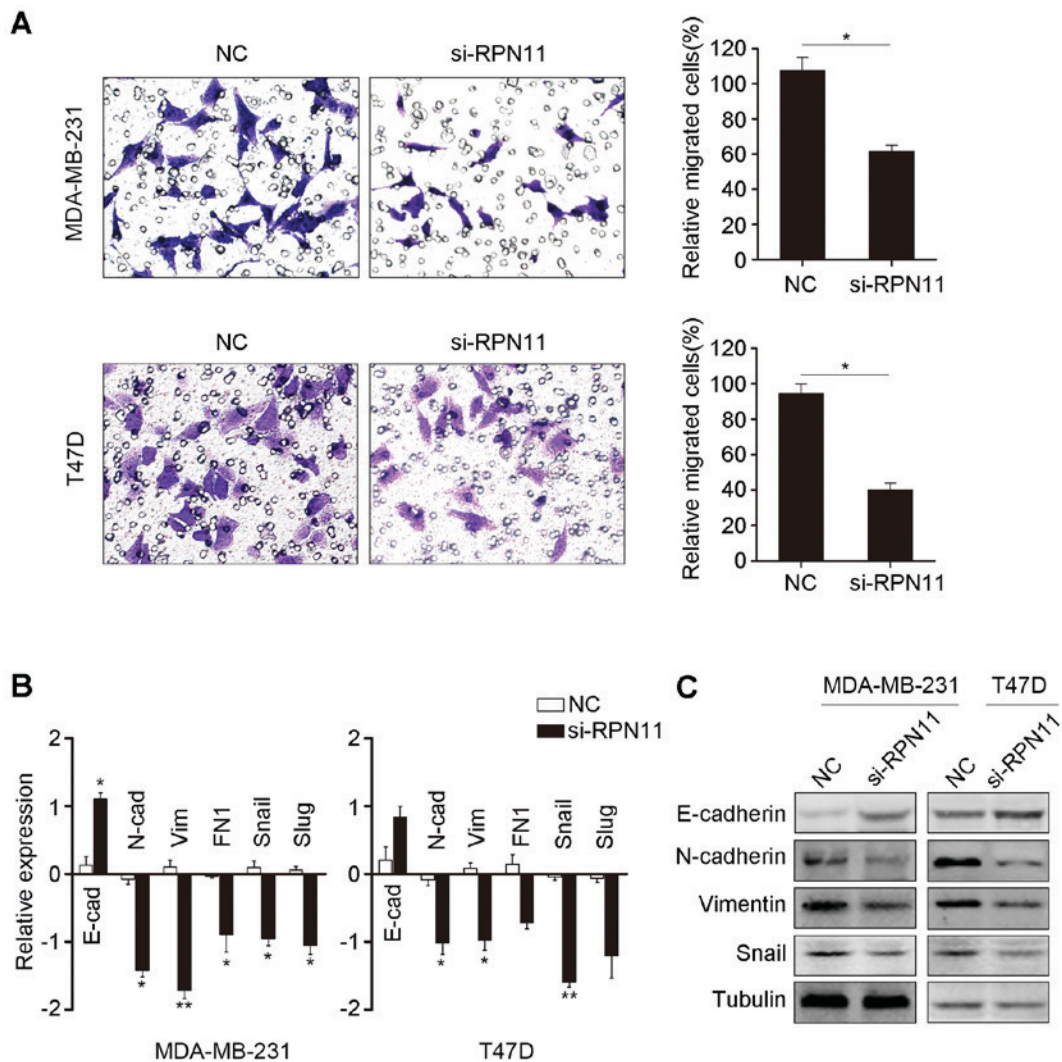 A
NC
si-RPN11
MDA-MB-231
Relative migrated cells(%)
120
100
80
60
40
20
0
*
NC
si-RPN11
NC
si-RPN11
T47D
Relative migrated cells(%)
120
100
80
60
40
20
0
*
NC
si-RPN11
B
NC
si-RPN11
Relative expression
2
1
0
-1
-2
E-cad
N-cad
Vim
FN1
Snail
Slug
*
*
**
*
*
*
MDA-MB-231
2
1
0
-1
-2
E-cad
N-cad
Vim
FN1
Snail
Slug
*
*
**
T47D
C
MDA-MB-231
T47D
NC
si-RPN11
NC
si-RPN11
E-cadherin
N-cadherin
Vimentin
Snail
Tubulin